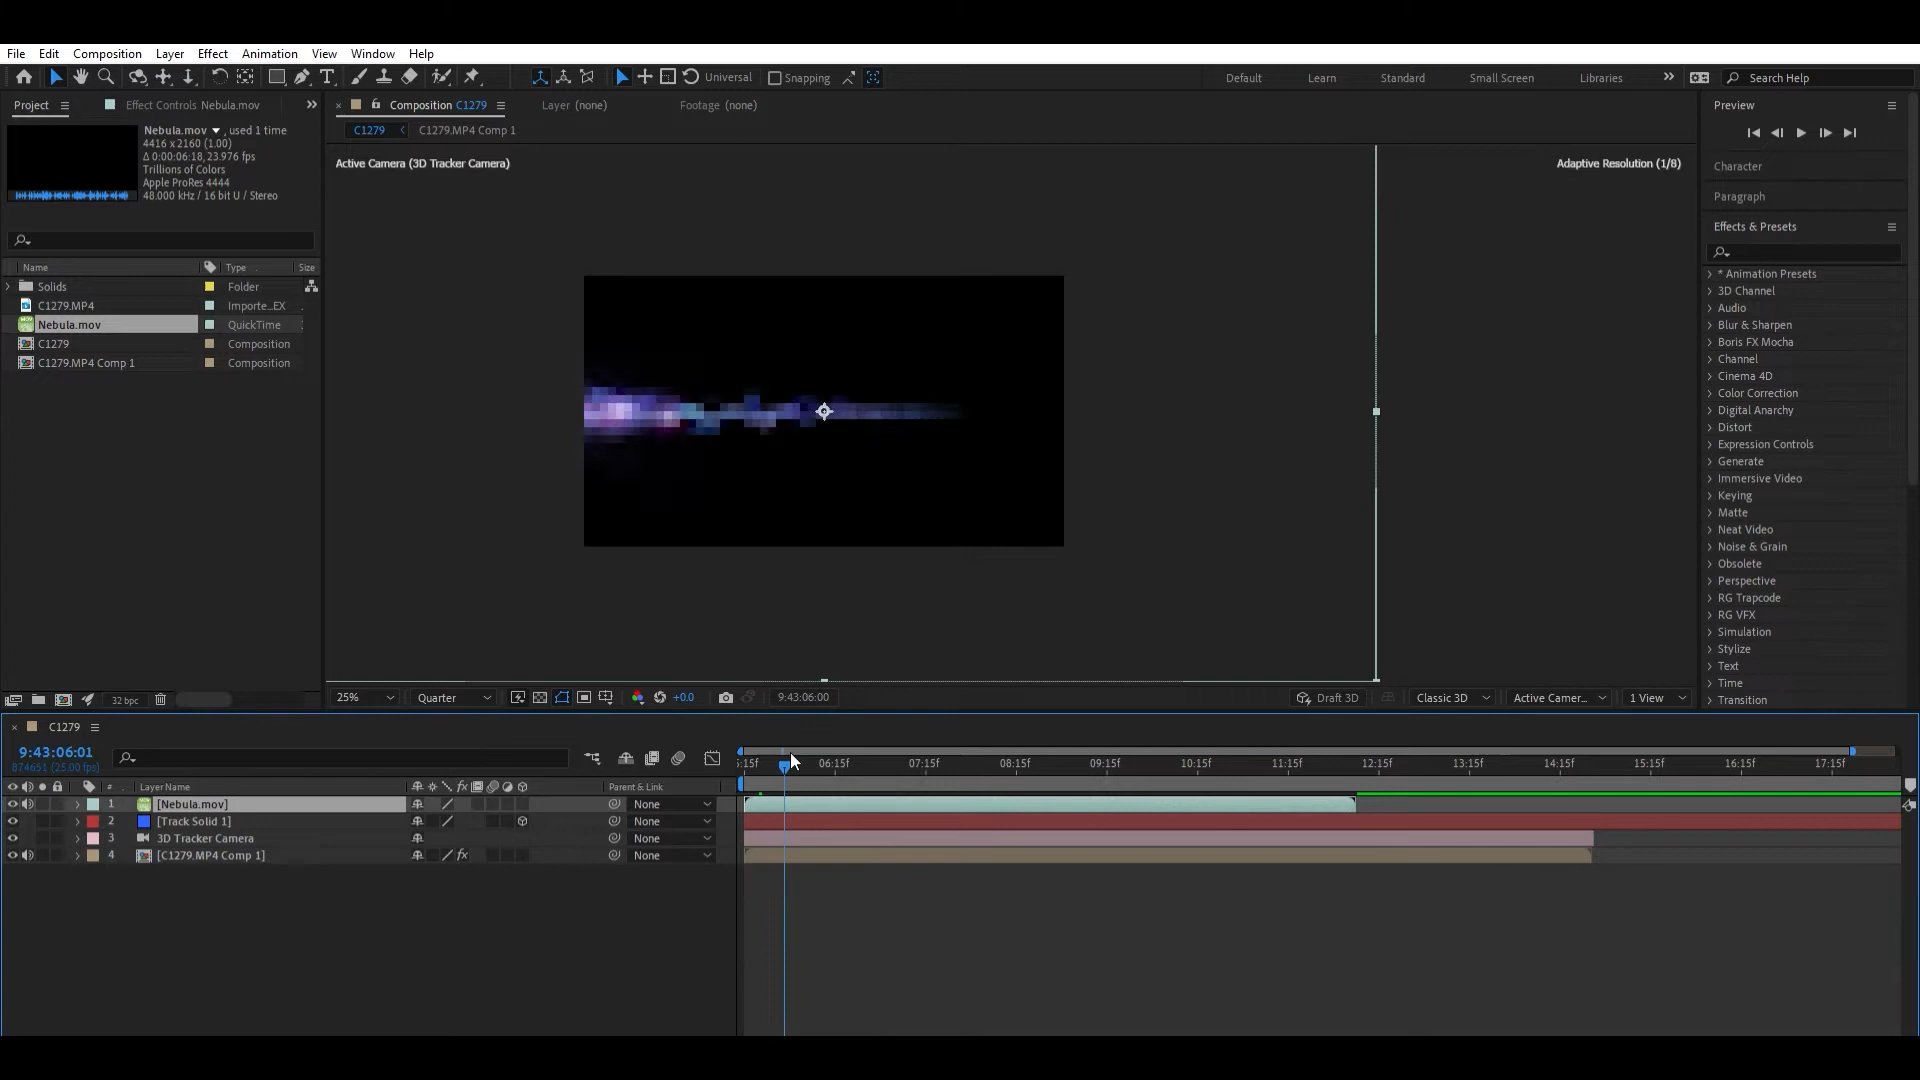 File Edit Composition Layer Effect Animation View Window Help
Universal Snapping Default Learn Standard Small Screen Libraries Search Help
Project Effect Controls Nebula.mov
Nebula.mov , used 1 time
4416 x 2160 (1.00)
Δ 0:00:06:18, 23.976 fps
Trillions of Colors
Apple ProRes 4444
48.000 kHz / 16 bit U / Stereo
Name Type Size
Solids Folder
C1279.MP4 Importe...EX
Nebula.mov QuickTime
C1279 Composition
C1279.MP4 Comp 1 Composition
32 bpc
Composition C1279 Layer (none) Footage (none)
C1279 C1279.MP4 Comp 1
Active Camera (3D Tracker Camera) Adaptive Resolution (1/8)
25% Quarter +0.0 9:43:06:00 Draft 3D Classic 3D Active Camer... 1 View
Preview
Character
Paragraph
Effects & Presets
* Animation Presets
3D Channel
Audio
Blur & Sharpen
Boris FX Mocha
Channel
Cinema 4D
Color Correction
Digital Anarchy
Distort
Expression Controls
Generate
Immersive Video
Keying
Matte
Neat Video
Noise & Grain
Obsolete
Perspective
RG Trapcode
RG VFX
Simulation
Stylize
Text
Time
Transition
C1279
9:43:06:01
874651 (25.00 fps)
:15f 06:15f 07:15f 08:15f 09:15f 10:15f 11:15f 12:15f 13:15f 14:15f 15:15f 16:15f 17:15f
# Layer Name Parent & Link
1 [Nebula.mov] None
2 [Track Solid 1] None
3 3D Tracker Camera None
4 [C1279.MP4 Comp 1] None